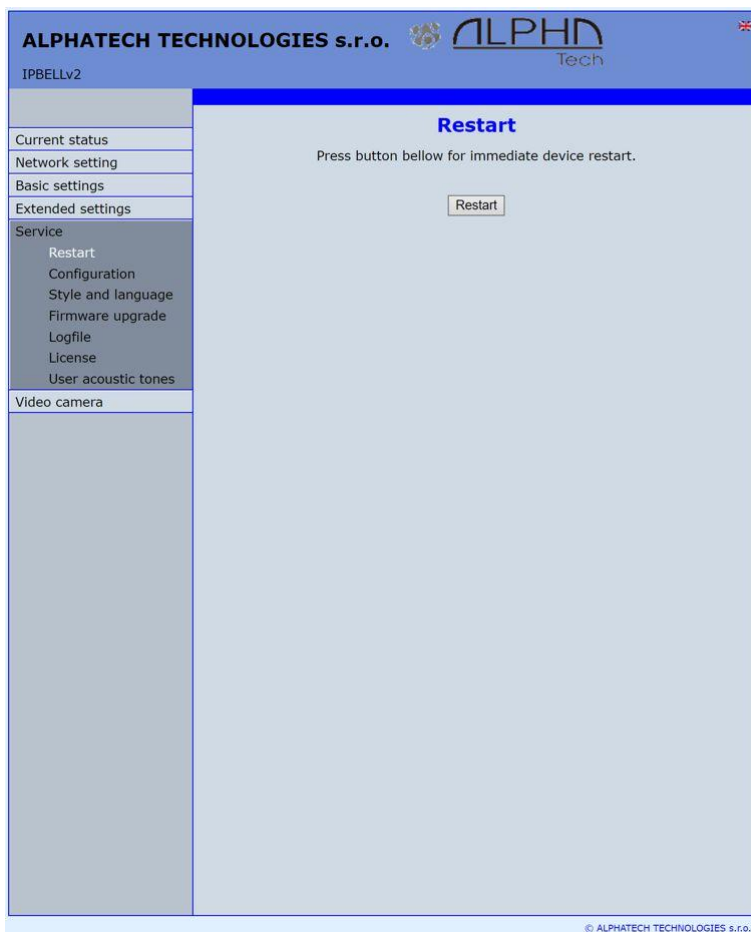 ALPHATECH TECHNOLOGIES s.r.o.
ALPHA
Tech
IPBELLv2
Restart
Press button bellow for immediate device restart.
Restart
Current status
Network setting
Basic settings
Extended settings
Service
Restart
Configuration
Style and language
Firmware upgrade
Logfile
License
User acoustic tones
Video camera
© ALPHATECH TECHNOLOGIES s.r.o.